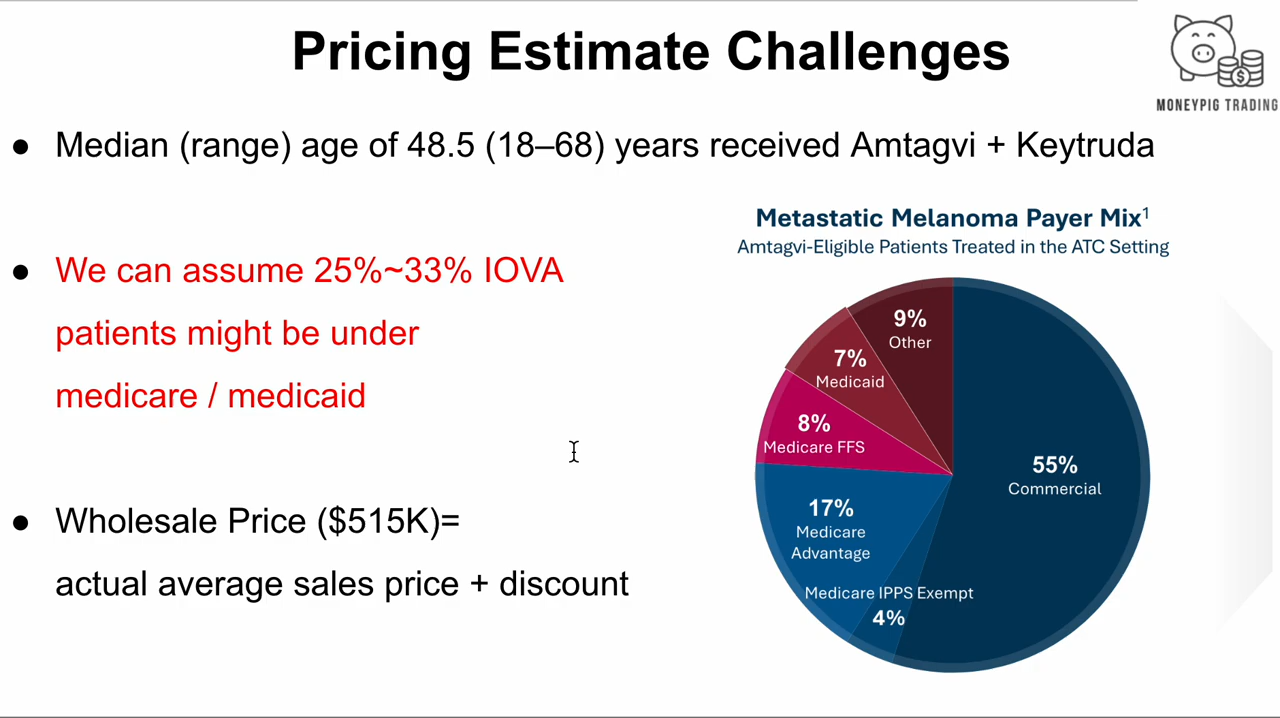 Pricing Estimate Challenges
MONEYPIG TRADING
● Median (range) age of 48.5 (18–68) years received Amtagvi + Keytruda
● We can assume 25%~33% IOVA
patients might be under
medicare / medicaid
● Wholesale Price ($515K)=
actual average sales price + discount
Metastatic Melanoma Payer Mix¹
Amtagvi-Eligible Patients Treated in the ATC Setting
9%
Other
7%
Medicaid
8%
Medicare FFS
55%
Commercial
17%
Medicare
Advantage
Medicare IPPS Exempt
4%